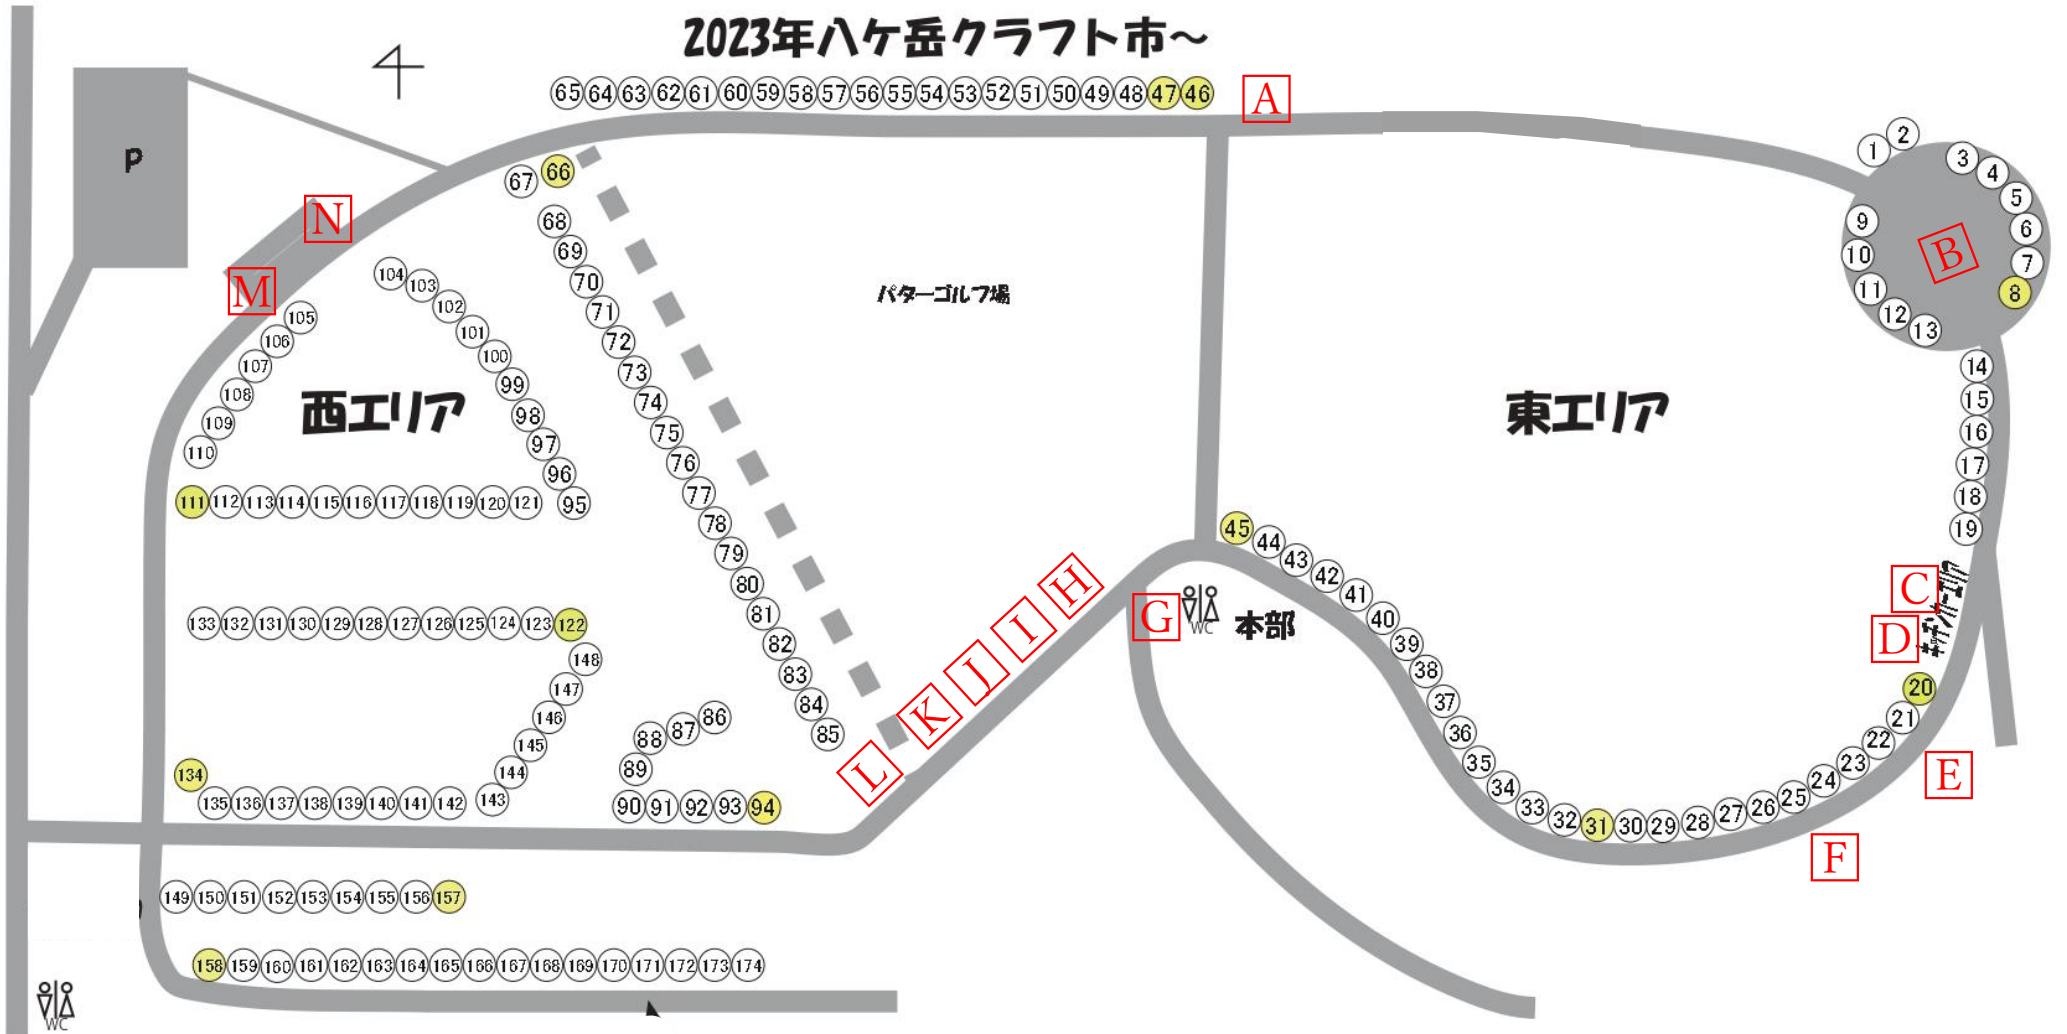 2023年八ケ岳クラフト市～
65 64 63 62 61 60 59 58 57 56 55 54 53 52 51 50 49 48 47 46
A
P
66
67
1 2 3 4 5 6 7 8
9 10 11 12 13
B
N
M
68 69 70 71 72 73 74 75 76 77 78 79 80 81 82 83 84 85
パターゴルフ場
104 103 102 101 100 99 98 97 96 95
105 106 107 108 109 110
西エリア
東エリア
14 15 16 17 18 19
111 112 113 114 115 116 117 118 119 120 121
45 44 43 42 41 40 39 38 37 36 35 34 33 32 31 30 29 28 27 26 25 24 23 22 21 20
C
D
キッチンカーエリア
E
F
G
WC
本部
H
I
J
K
L
133 132 131 130 129 128 127 126 125 124 123 122
148 147 146 145 144 143
86 87 88 89
90 91 92 93 94
134
135 136 137 138 139 140 141 142
149 150 151 152 153 154 155 156 157
158 159 160 161 162 163 164 165 166 167 168 169 170 171 172 173 174
WC